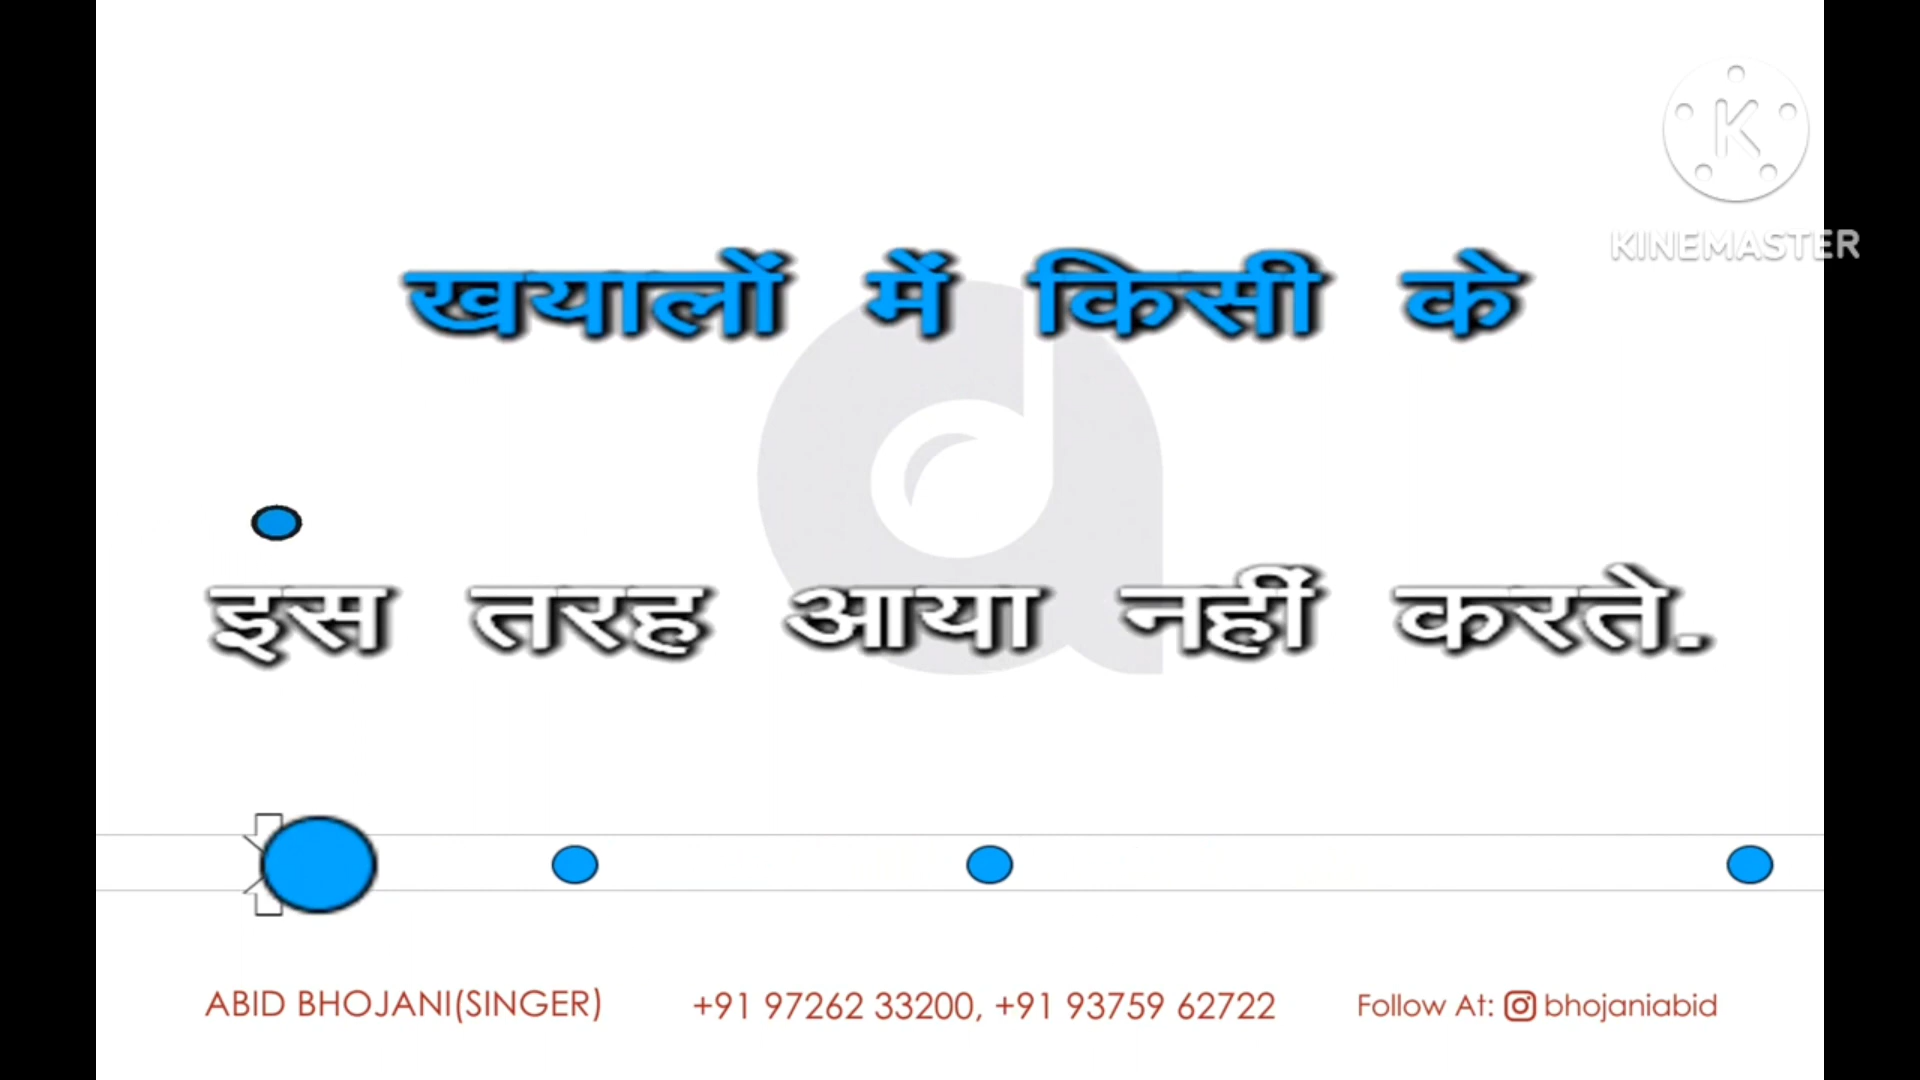 K
KINEMASTER
खयालों में किसी के
इस तरह आया नहीं करते.
ABID BHOJANI(SINGER) +91 97262 33200, +91 93759 62722 Follow At: bhojaniabid